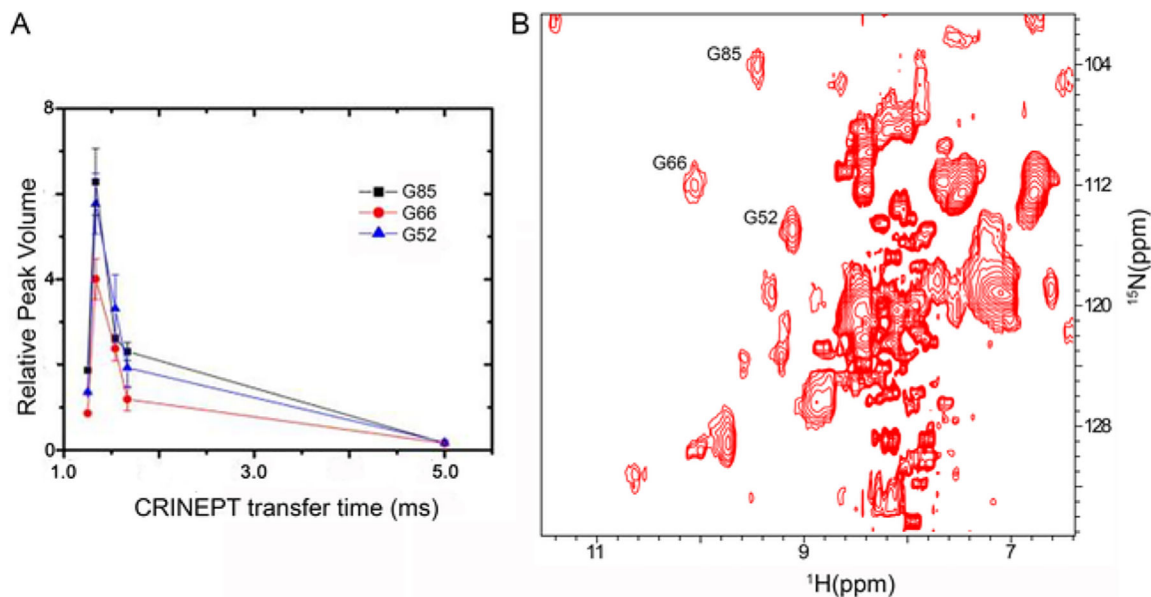 A
8
4
0
Relative Peak Volume
1.0
3.0
5.0
CRINEPT transfer time (ms)
G85
G66
G52
B
G85
G66
G52
104
112
120
128
¹⁵N(ppm)
11
9
7
¹H(ppm)